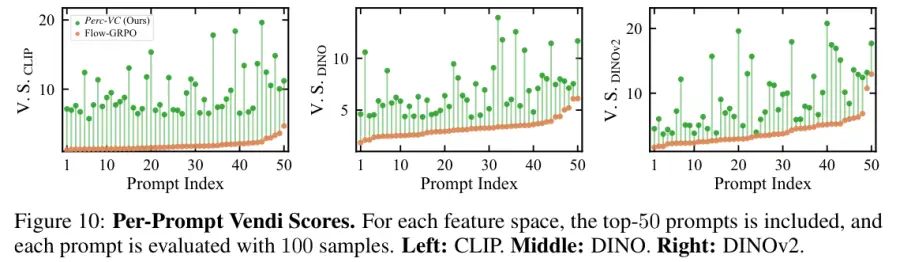 20
10
V. S. CLIP
Perc-VC (Ours)
Flow-GRPO
1 10 20 30 40 50
Prompt Index
10
5
V. S. DINO
1 10 20 30 40 50
Prompt Index
20
10
V. S. DINOv2
1 10 20 30 40 50
Prompt Index
Figure 10: Per-Prompt Vendi Scores. For each feature space, the top-50 prompts is included, and
each prompt is evaluated with 100 samples. Left: CLIP. Middle: DINO. Right: DINOv2.